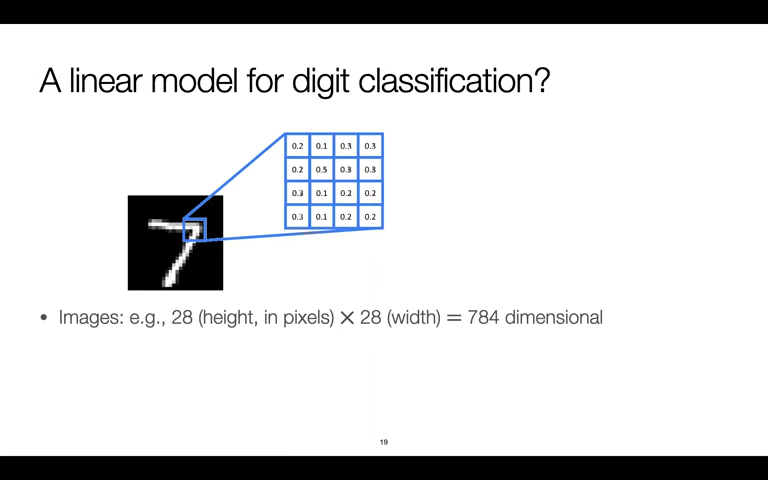 A linear model for digit classification?
0.2 0.1 0.3 0.3
0.2 0.5 0.3 0.3
0.3 0.1 0.2 0.2
0.3 0.1 0.2 0.2
• Images: e.g., 28 (height, in pixels) × 28 (width) = 784 dimensional
19